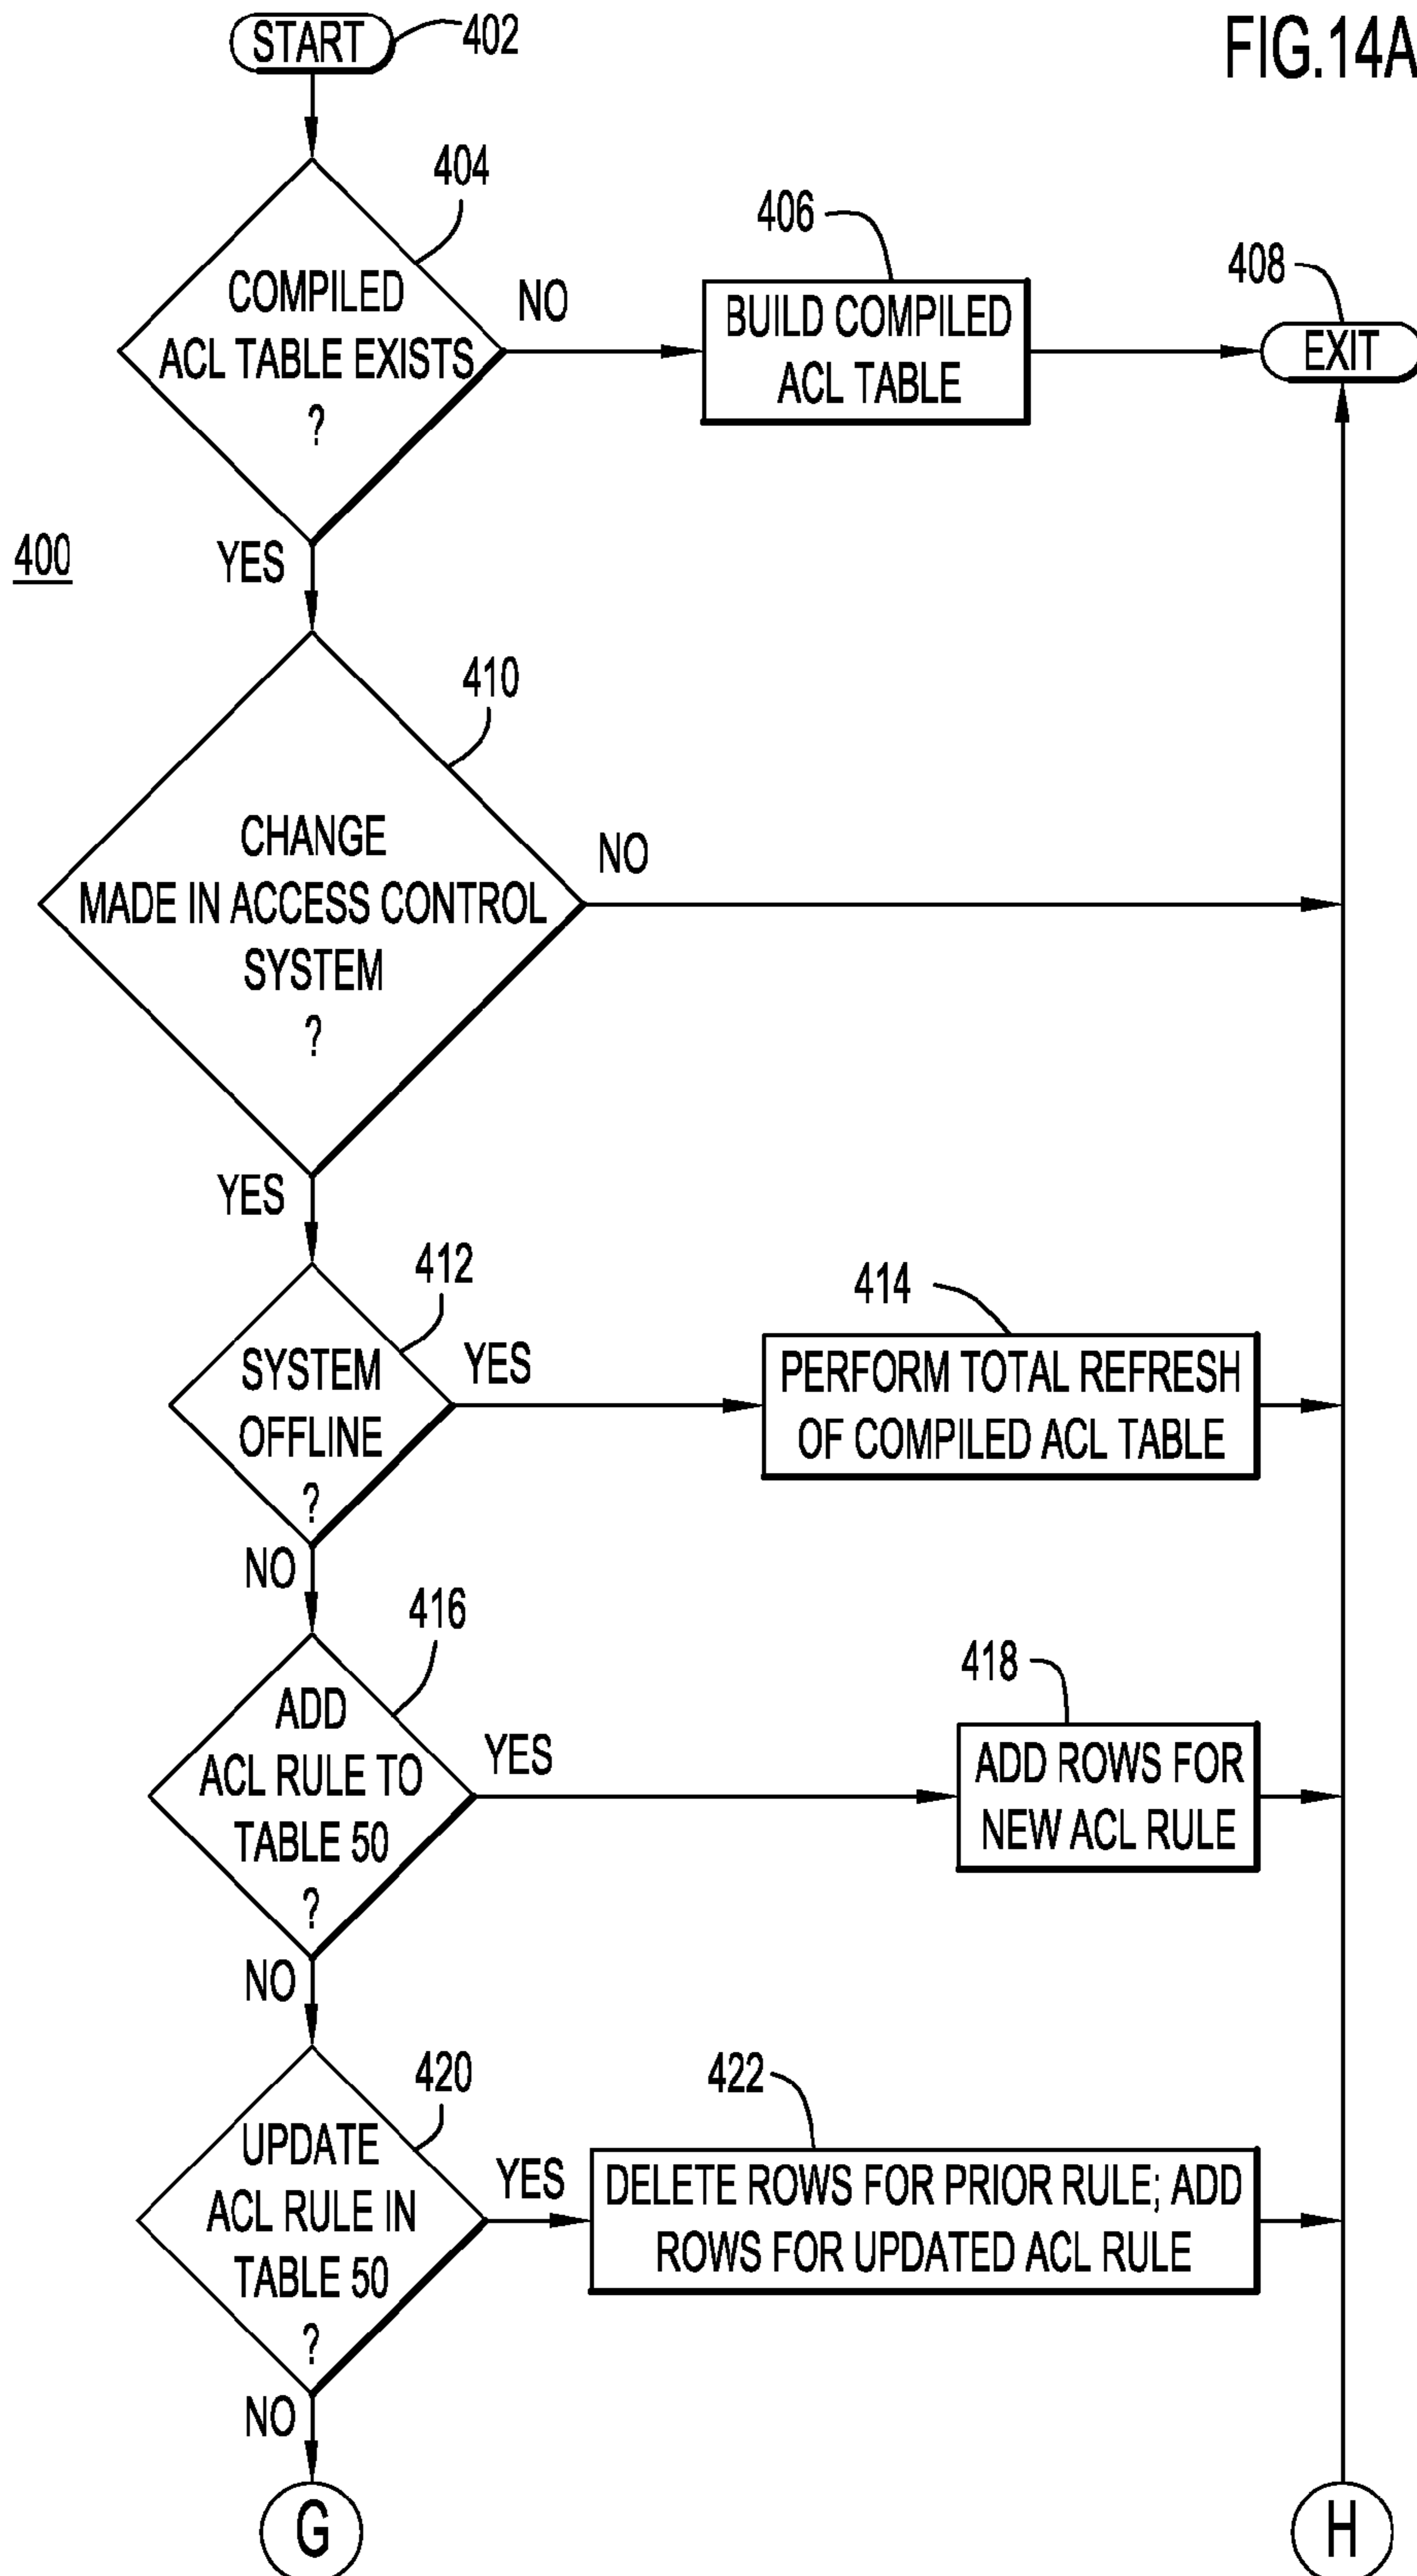 FIG.14A
START
402
404
COMPILED
ACL TABLE EXISTS
?
NO
406
BUILD COMPILED
ACL TABLE
408
EXIT
YES
400
410
CHANGE
MADE IN ACCESS CONTROL
SYSTEM
?
NO
YES
412
SYSTEM
OFFLINE
?
YES
414
PERFORM TOTAL REFRESH
OF COMPILED ACL TABLE
NO
416
ADD
ACL RULE TO
TABLE 50
?
YES
418
ADD ROWS FOR
NEW ACL RULE
NO
420
UPDATE
ACL RULE IN
TABLE 50
?
YES
422
DELETE ROWS FOR PRIOR RULE; ADD
ROWS FOR UPDATED ACL RULE
NO
G
H